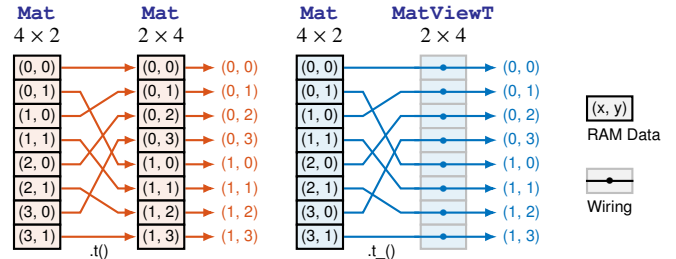 Mat Mat Mat MatViewT
4 × 2 2 × 4 4 × 2 2 × 4
(0, 0) (0, 0) (0, 0) (0, 0) (0, 0)
(0, 1) (0, 1) (0, 1) (0, 1) (0, 1)
(1, 0) (0, 2) (0, 2) (1, 0) (0, 2)
(1, 1) (0, 3) (0, 3) (1, 1) (0, 3)
(2, 0) (1, 0) (1, 0) (2, 0) (1, 0)
(2, 1) (1, 1) (1, 1) (2, 1) (1, 1)
(3, 0) (1, 2) (1, 2) (3, 0) (1, 2)
(3, 1) (1, 3) (1, 3) (3, 1) (1, 3)
.t() .t_()
(x, y)
RAM Data
Wiring